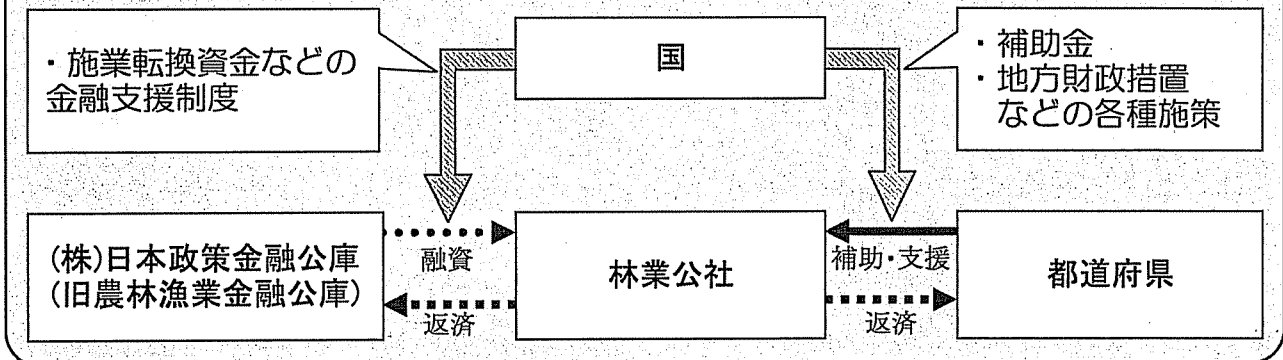 ・施業転換資金などの
金融支援制度
国
・補助金
・地方財政措置
などの各種施策
(株)日本政策金融公庫
(旧農林漁業金融公庫)
融資
返済
林業公社
補助・支援
返済
都道府県